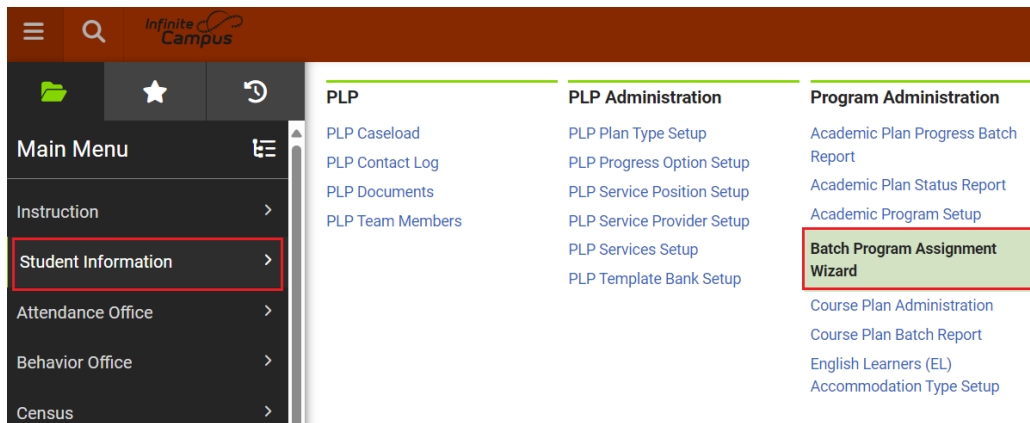 Infinite
Campus
Main Menu
Instruction
Student Information
Attendance Office
Behavior Office
Census
PLP
PLP Caseload
PLP Contact Log
PLP Documents
PLP Team Members
PLP Administration
PLP Plan Type Setup
PLP Progress Option Setup
PLP Service Position Setup
PLP Service Provider Setup
PLP Services Setup
PLP Template Bank Setup
Program Administration
Academic Plan Progress Batch
Report
Academic Plan Status Report
Academic Program Setup
Batch Program Assignment
Wizard
Course Plan Administration
Course Plan Batch Report
English Learners (EL)
Accommodation Type Setup